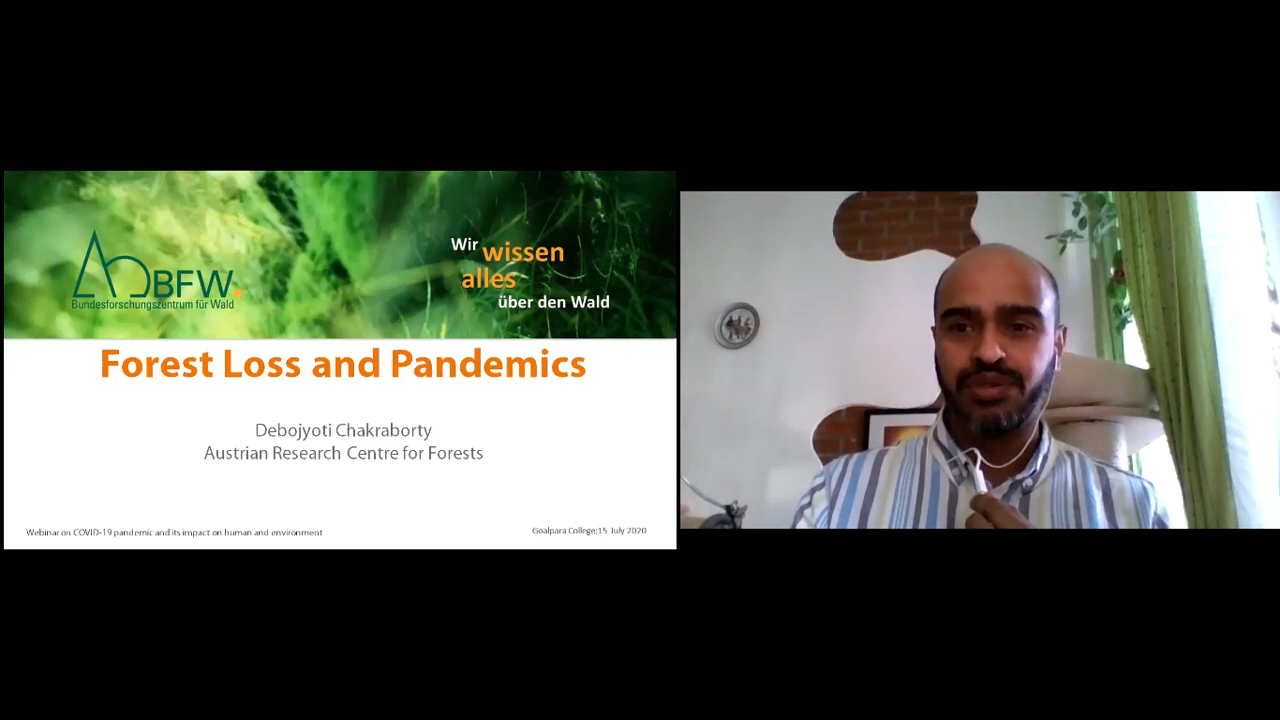 BFW.
Bundesforschungszentrum für Wald
Wir wissen
alles
über den Wald
Forest Loss and Pandemics
Debojyoti Chakraborty
Austrian Research Centre for Forests
Webinar on COVID-19 pandemic and its impact on human and environment
Goalpara College:15 July 2020